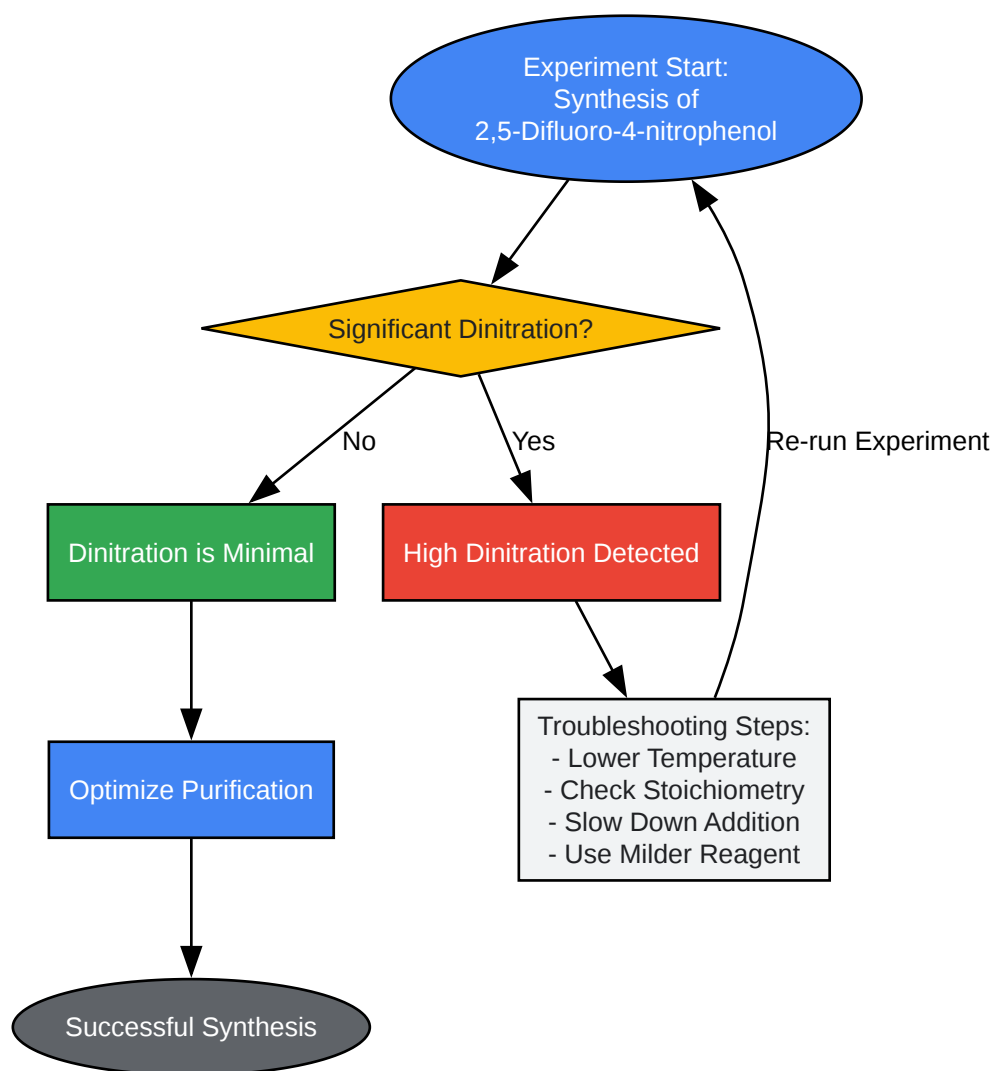 Experiment Start:
Synthesis of
2,5-Difluoro-4-nitrophenol
Significant Dinitration?
No
Yes
Re-run Experiment
Dinitration is Minimal
High Dinitration Detected
Troubleshooting Steps:
- Lower Temperature
- Check Stoichiometry
- Slow Down Addition
- Use Milder Reagent
Optimize Purification
Successful Synthesis